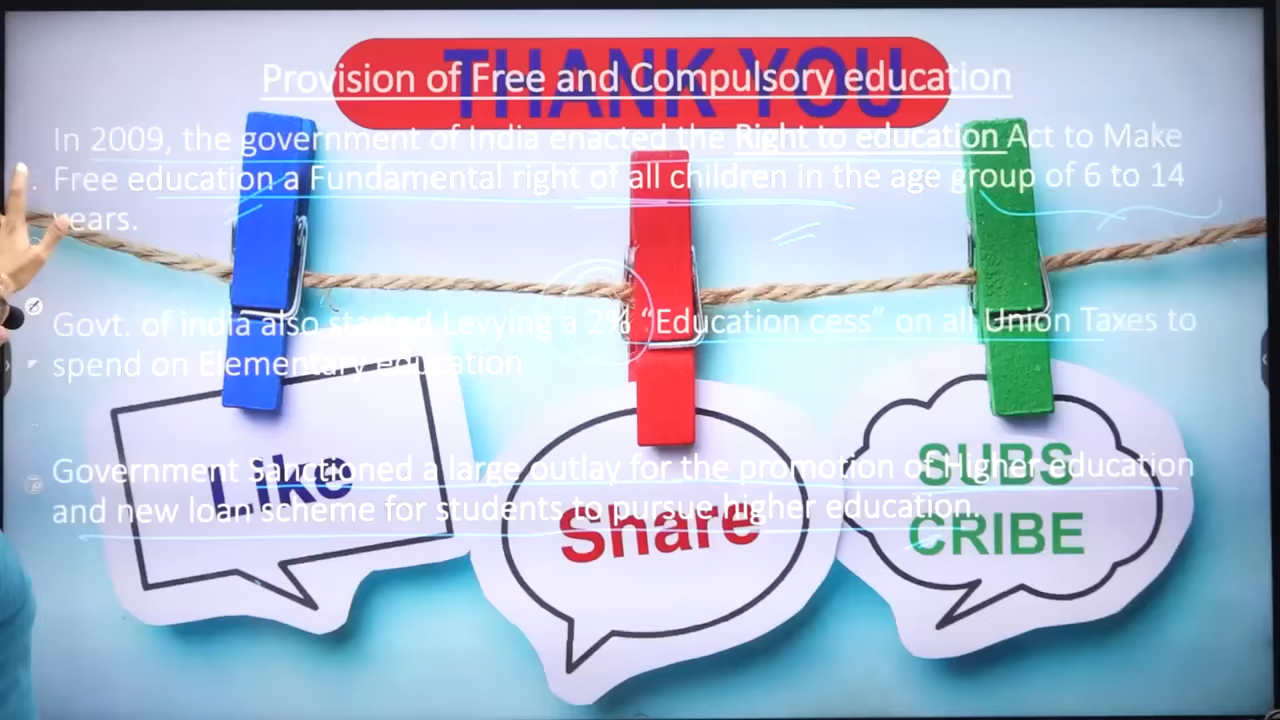 THANK YOU
Provision of Free and Compulsory education
In 2009, the government of India enacted the Right to education Act to Make
Free education a Fundamental right of all children in the age group of 6 to 14
years.
Govt. of india also started Levying a 2% “Education cess” on all Union Taxes to
spend on Elementary education
Government Sanctioned a large outlay for the promotion of Higher education
and new loan scheme for students to pursue higher education.
Like
Share
SUBS
CRIBE